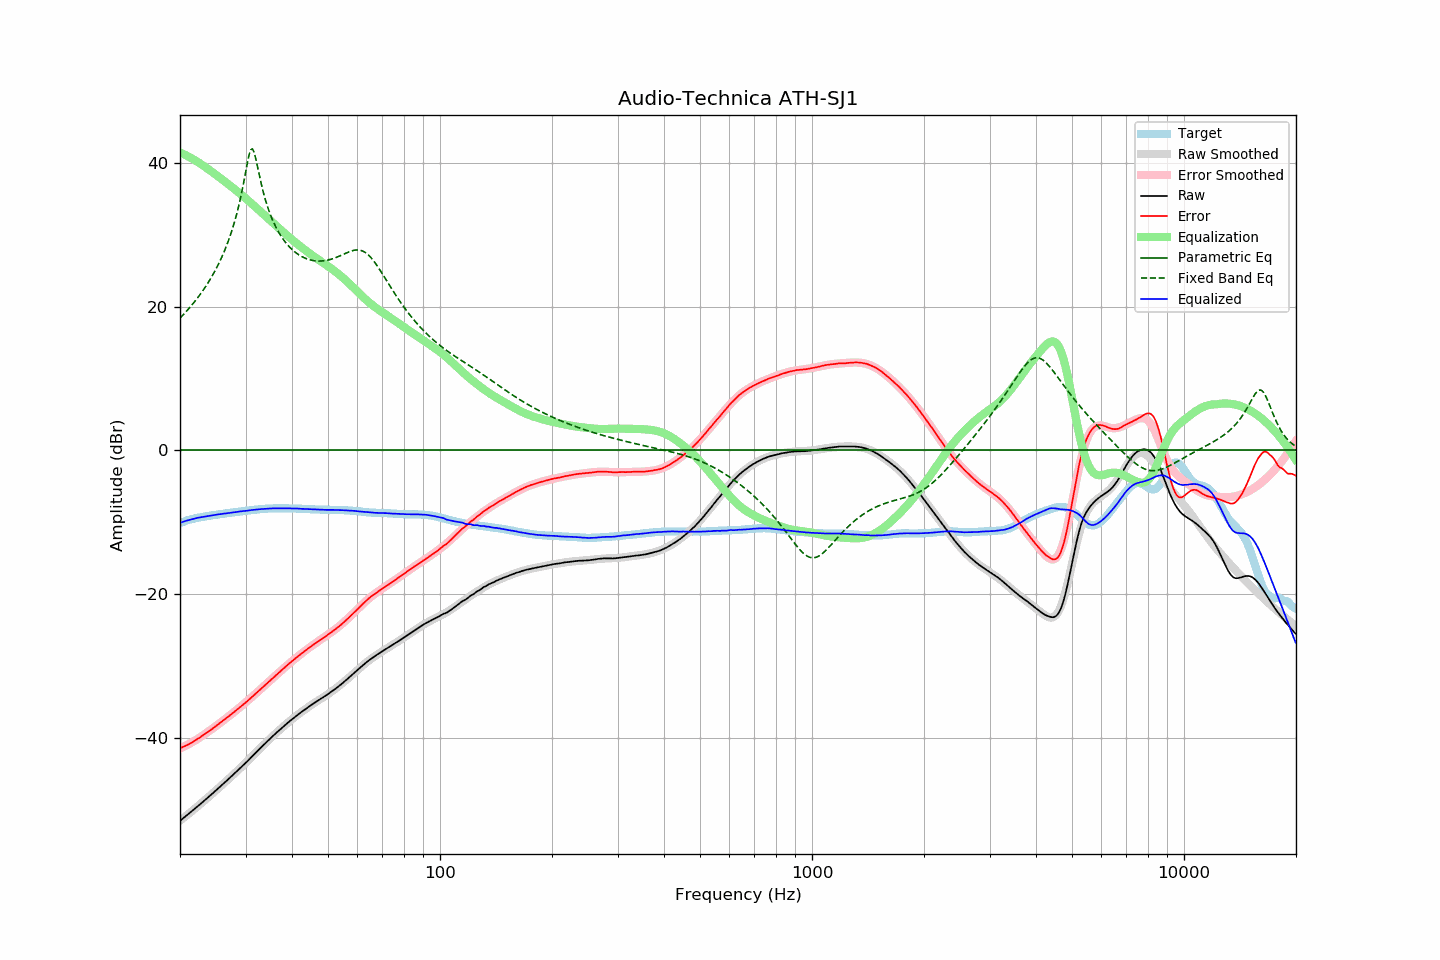 Audio-Technica ATH-SJ1
Target
Raw Smoothed
Error Smoothed
Raw
Error
Equalization
Parametric Eq
Fixed Band Eq
Equalized
Amplitude (dBr)
40
20
0
−20
−40
100
1000
10000
Frequency (Hz)